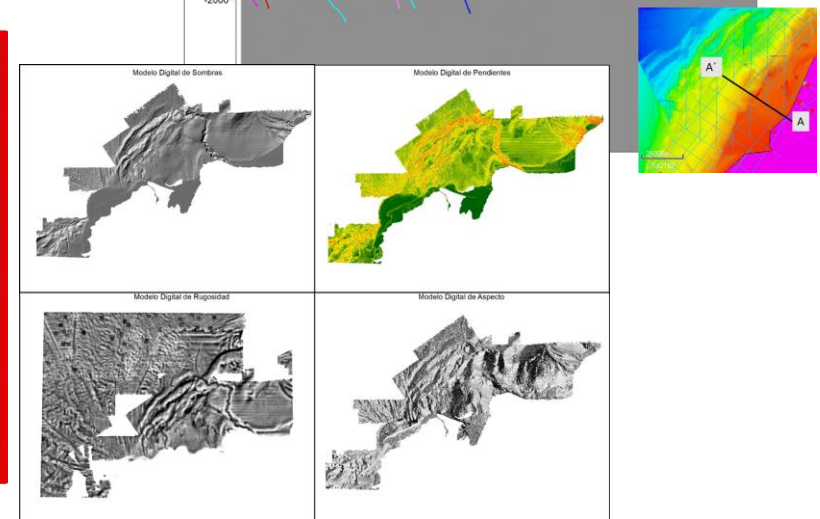 -2000
A´
A
Modelo Digital de Sombras
Modelo Digital de Pendientes
Modelo Digital de Rugosidad
Modelo Digital de Aspecto